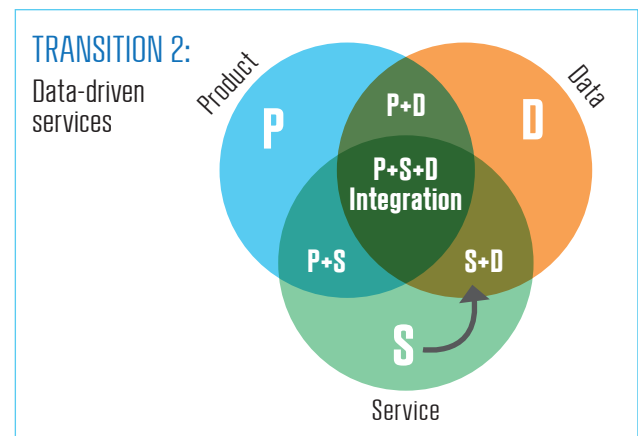 TRANSITION 2:
Data-driven
services
Product
Data
P
P+D
D
P+S+D
Integration
P+S
S+D
S
Service